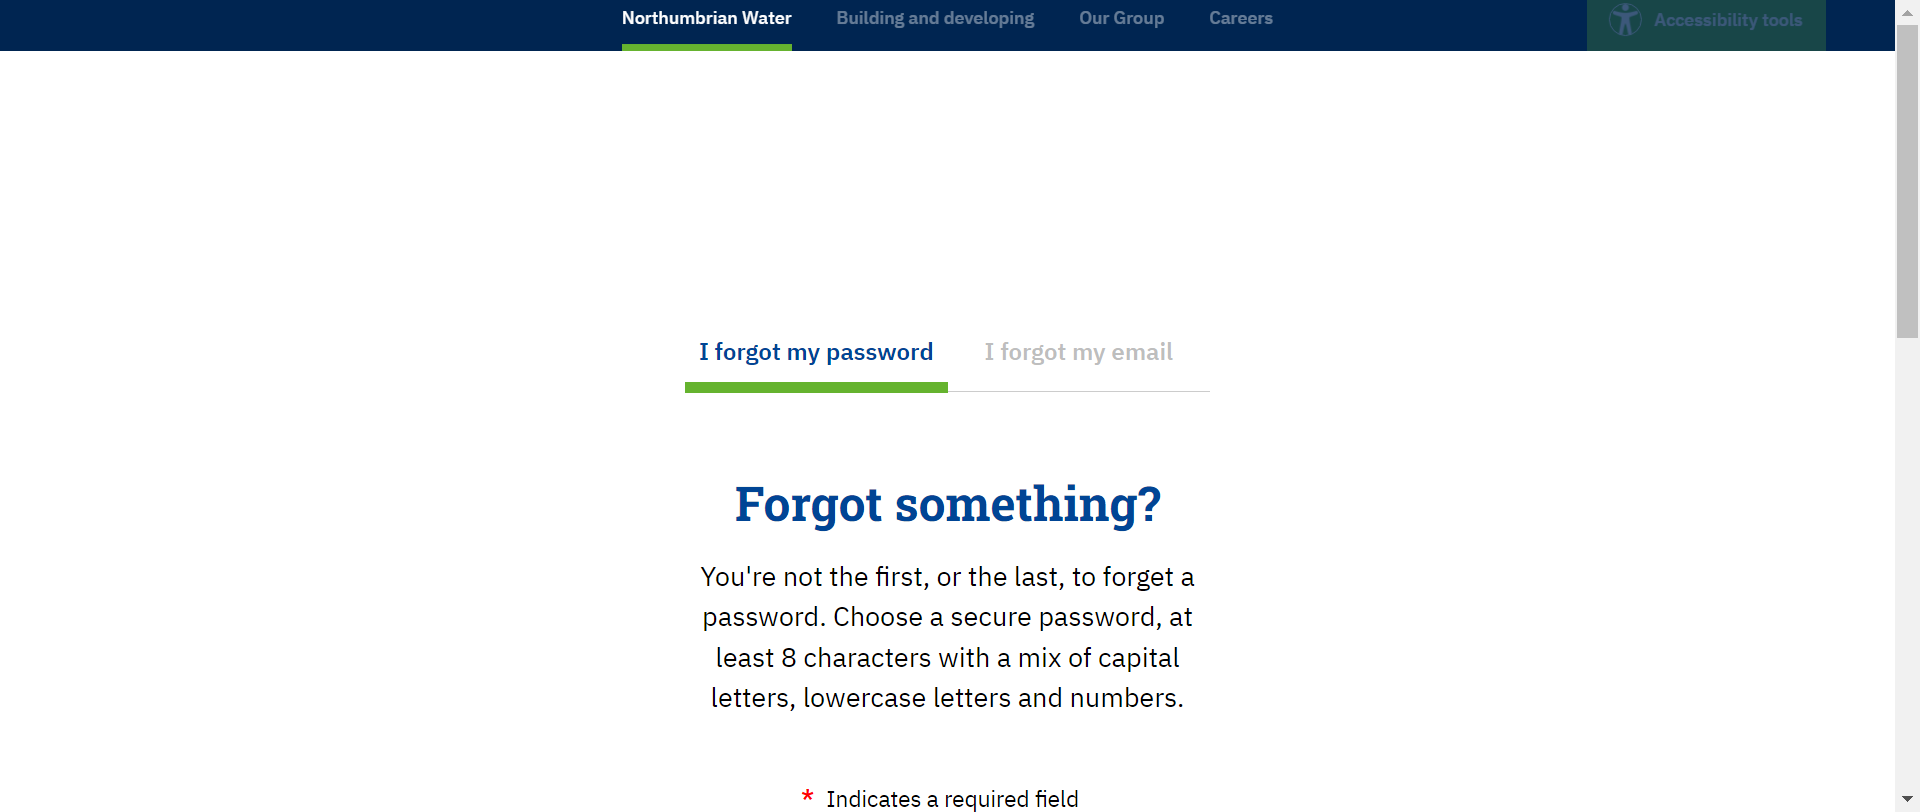 Northumbrian Water Building and developing Our Group Careers Accessibility tools
I forgot my password I forgot my email
Forgot something?
You're not the first, or the last, to forget a
password. Choose a secure password, at
least 8 characters with a mix of capital
letters, lowercase letters and numbers.
* Indicates a required field